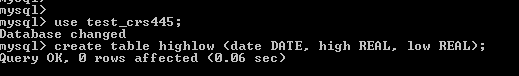 mysql>
mysql>
mysql> use test_crs445;
Database changed
mysql> create table highlow (date DATE, high REAL, low REAL);
Query OK, 0 rows affected (0.06 sec)